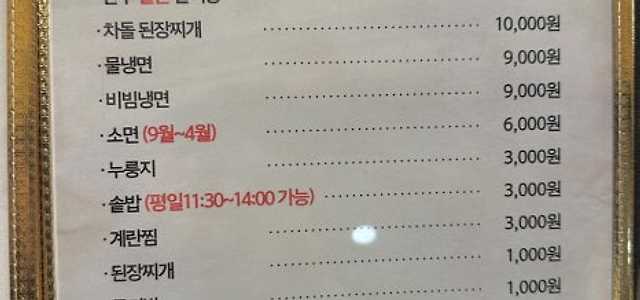 ·차돌 된장찌개 10,000원
·물냉면 9,000원
·비빔냉면 9,000원
·소면 (9월~4월) 6,000원
·누룽지 3,000원
·솥밥 (평일11:30~14:00 가능) 3,000원
·계란찜 3,000원
·된장찌개 1,000원
1,000원